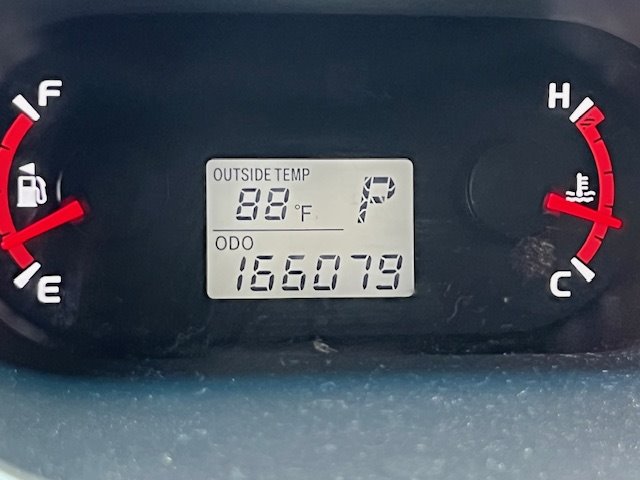 F
H
OUTSIDE TEMP
88 °F P
ODO
166079
E
C